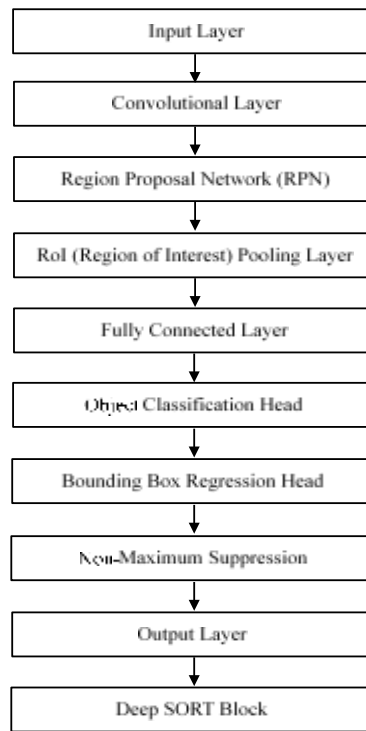 Input Layer
Convolutional Layer
Region Proposal Network (RPN)
RoI (Region of Interest) Pooling Layer
Fully Connected Layer
Object Classification Head
Bounding Box Regression Head
Non-Maximum Suppression
Output Layer
Deep SORT Block